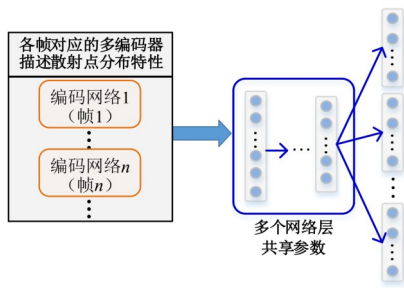 各帧对应的多编码器
描述散射点分布特性
编码网络1
（帧1）
编码网络n
（帧n）
多个网络层
共享参数